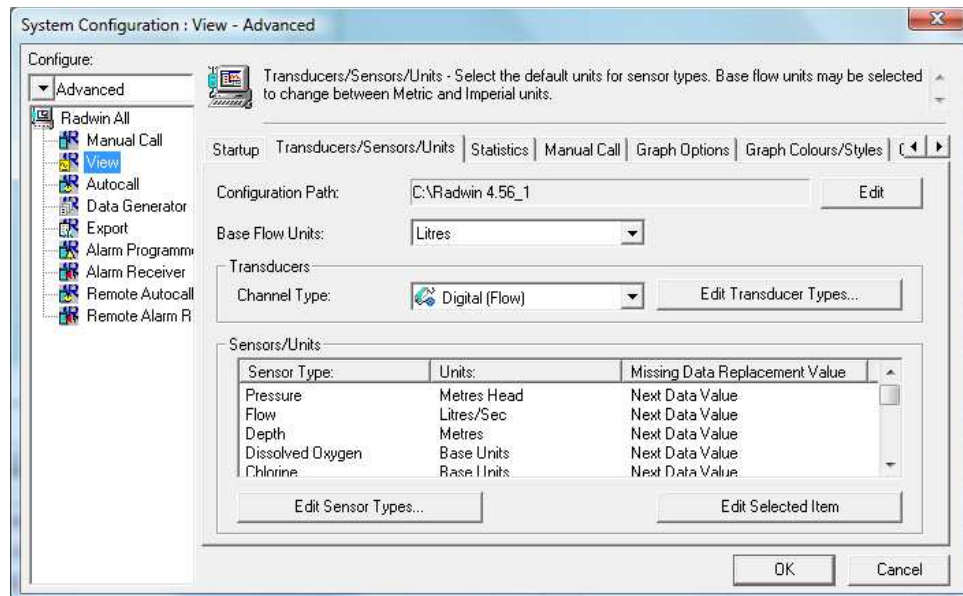 System Configuration : View - Advanced
Configure:
Advanced
Radwin All
Manual Call
View
Autocall
Data Generator
Export
Alarm Programm
Alarm Receiver
Remote Autocall
Remote Alarm R
Transducers/Sensors/Units - Select the default units for sensor types. Base flow units may be selected
to change between Metric and Imperial units.
Startup Transducers/Sensors/Units Statistics Manual Call Graph Options Graph Colours/Styles
Configuration Path: C:\Radwin 4.56_1 Edit
Base Flow Units: Litres
Transducers
Channel Type: Digital (Flow) Edit Transducer Types...
Sensors/Units
Sensor Type: Units: Missing Data Replacement Value
Pressure Metres Head Next Data Value
Flow Litres/Sec Next Data Value
Depth Metres Next Data Value
Dissolved Oxygen Base Units Next Data Value
Chlorine Base Units Next Data Value
Edit Sensor Types... Edit Selected Item
OK Cancel